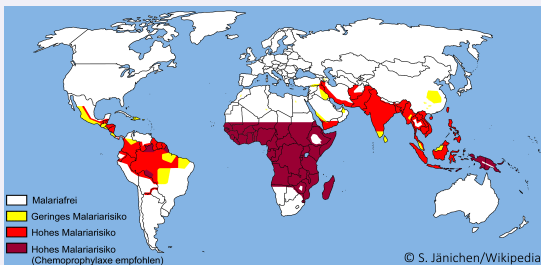 Malariafrei
Geringes Malariarisiko
Hohes Malariarisiko
Hohes Malariarisiko
(Chemoprophylaxe empfohlen)
© S. Jänichen/Wikipedia